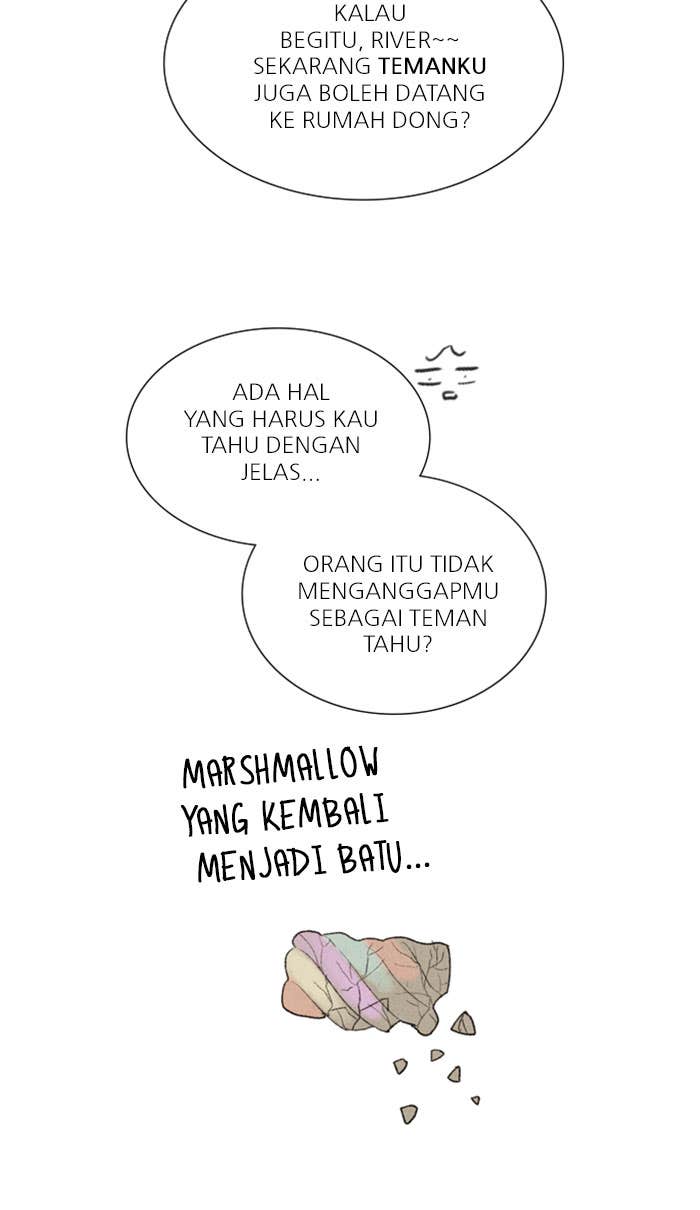 KALAU
BEGITU, RIVER~~
SEKARANG TEMANKU
JUGA BOLEH DATANG
KE RUMAH DONG?
ADA HAL
YANG HARUS KAU
TAHU DENGAN
JELAS...
ORANG ITU TIDAK
MENGANGGAPMU
SEBAGAI TEMAN
TAHU?
MARSHMALLOW
YANG KEMBALI
MENJADI BATU...